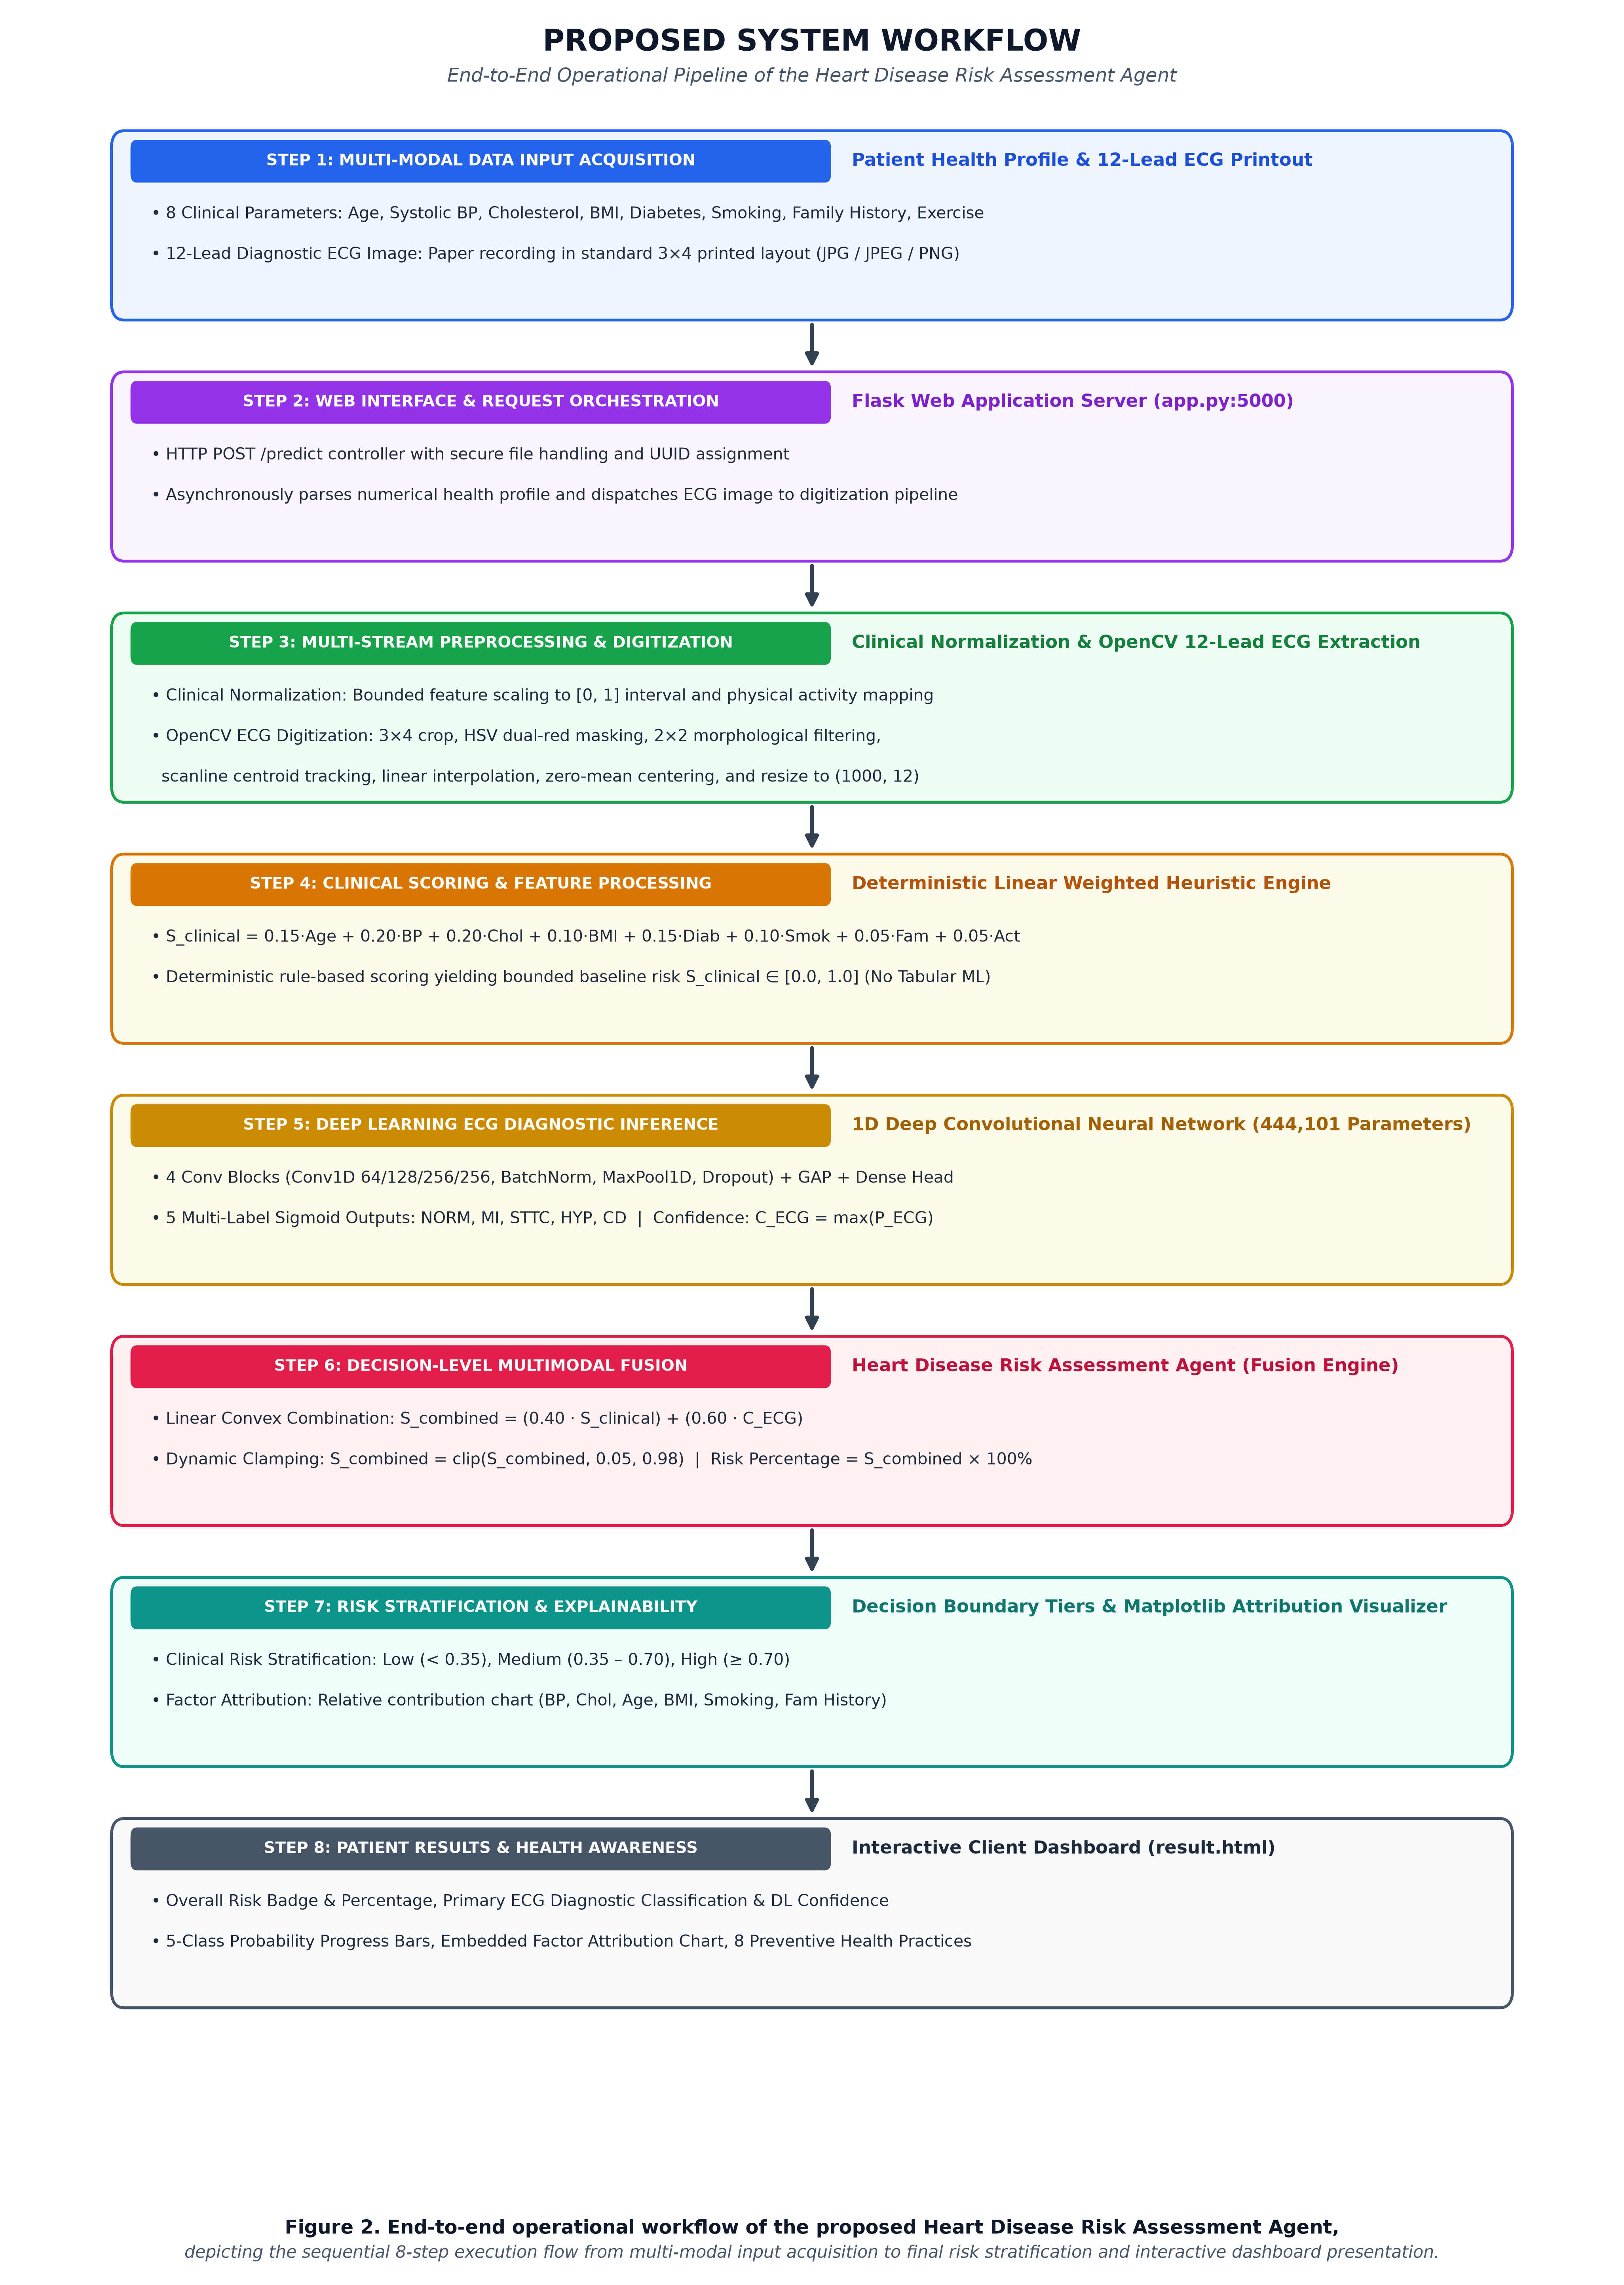 PROPOSED SYSTEM WORKFLOW
End-to-End Operational Pipeline of the Heart Disease Risk Assessment Agent
STEP 1: MULTI-MODAL DATA INPUT ACQUISITION
Patient Health Profile & 12-Lead ECG Printout
• 8 Clinical Parameters: Age, Systolic BP, Cholesterol, BMI, Diabetes, Smoking, Family History, Exercise
• 12-Lead Diagnostic ECG Image: Paper recording in standard 3×4 printed layout (JPG / JPEG / PNG)
STEP 2: WEB INTERFACE & REQUEST ORCHESTRATION
Flask Web Application Server (app.py:5000)
• HTTP POST /predict controller with secure file handling and UUID assignment
• Asynchronously parses numerical health profile and dispatches ECG image to digitization pipeline
STEP 3: MULTI-STREAM PREPROCESSING & DIGITIZATION
Clinical Normalization & OpenCV 12-Lead ECG Extraction
• Clinical Normalization: Bounded feature scaling to [0, 1] interval and physical activity mapping
• OpenCV ECG Digitization: 3×4 crop, HSV dual-red masking, 2×2 morphological filtering,
scanline centroid tracking, linear interpolation, zero-mean centering, and resize to (1000, 12)
STEP 4: CLINICAL SCORING & FEATURE PROCESSING
Deterministic Linear Weighted Heuristic Engine
• S_clinical = 0.15·Age + 0.20·BP + 0.20·Chol + 0.10·BMI + 0.15·Diab + 0.10·Smok + 0.05·Fam + 0.05·Act
• Deterministic rule-based scoring yielding bounded baseline risk S_clinical ∈ [0.0, 1.0] (No Tabular ML)
STEP 5: DEEP LEARNING ECG DIAGNOSTIC INFERENCE
1D Deep Convolutional Neural Network (444,101 Parameters)
• 4 Conv Blocks (Conv1D 64/128/256/256, BatchNorm, MaxPool1D, Dropout) + GAP + Dense Head
• 5 Multi-Label Sigmoid Outputs: NORM, MI, STTC, HYP, CD | Confidence: C_ECG = max(P_ECG)
STEP 6: DECISION-LEVEL MULTIMODAL FUSION
Heart Disease Risk Assessment Agent (Fusion Engine)
• Linear Convex Combination: S_combined = (0.40 · S_clinical) + (0.60 · C_ECG)
• Dynamic Clamping: S_combined = clip(S_combined, 0.05, 0.98) | Risk Percentage = S_combined × 100%
STEP 7: RISK STRATIFICATION & EXPLAINABILITY
Decision Boundary Tiers & Matplotlib Attribution Visualizer
• Clinical Risk Stratification: Low (< 0.35), Medium (0.35 – 0.70), High (≥ 0.70)
• Factor Attribution: Relative contribution chart (BP, Chol, Age, BMI, Smoking, Fam History)
STEP 8: PATIENT RESULTS & HEALTH AWARENESS
Interactive Client Dashboard (result.html)
• Overall Risk Badge & Percentage, Primary ECG Diagnostic Classification & DL Confidence
• 5-Class Probability Progress Bars, Embedded Factor Attribution Chart, 8 Preventive Health Practices
Figure 2. End-to-end operational workflow of the proposed Heart Disease Risk Assessment Agent,
depicting the sequential 8-step execution flow from multi-modal input acquisition to final risk stratification and interactive dashboard presentation.